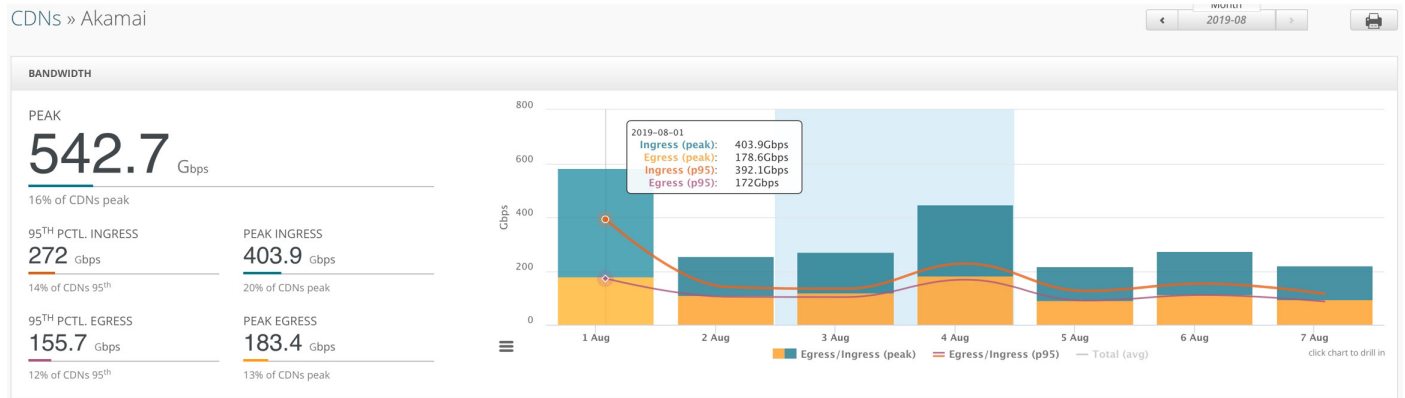 CDNs » Akamai
Month
‹ 2019-08 ›
BANDWIDTH
PEAK
542.7 Gbps
16% of CDNs peak
95TH PCTL. INGRESS
272 Gbps
14% of CDNs 95th
PEAK INGRESS
403.9 Gbps
20% of CDNs peak
95TH PCTL. EGRESS
155.7 Gbps
12% of CDNs 95th
PEAK EGRESS
183.4 Gbps
13% of CDNs peak
Gbps
800
600
400
200
0
2019-08-01
Ingress (peak): 403.9Gbps
Egress (peak): 178.6Gbps
Ingress (p95): 392.1Gbps
Egress (p95): 172Gbps
1 Aug 2 Aug 3 Aug 4 Aug 5 Aug 6 Aug 7 Aug
Egress/Ingress (peak) Egress/Ingress (p95) Total (avg)
click chart to drill in